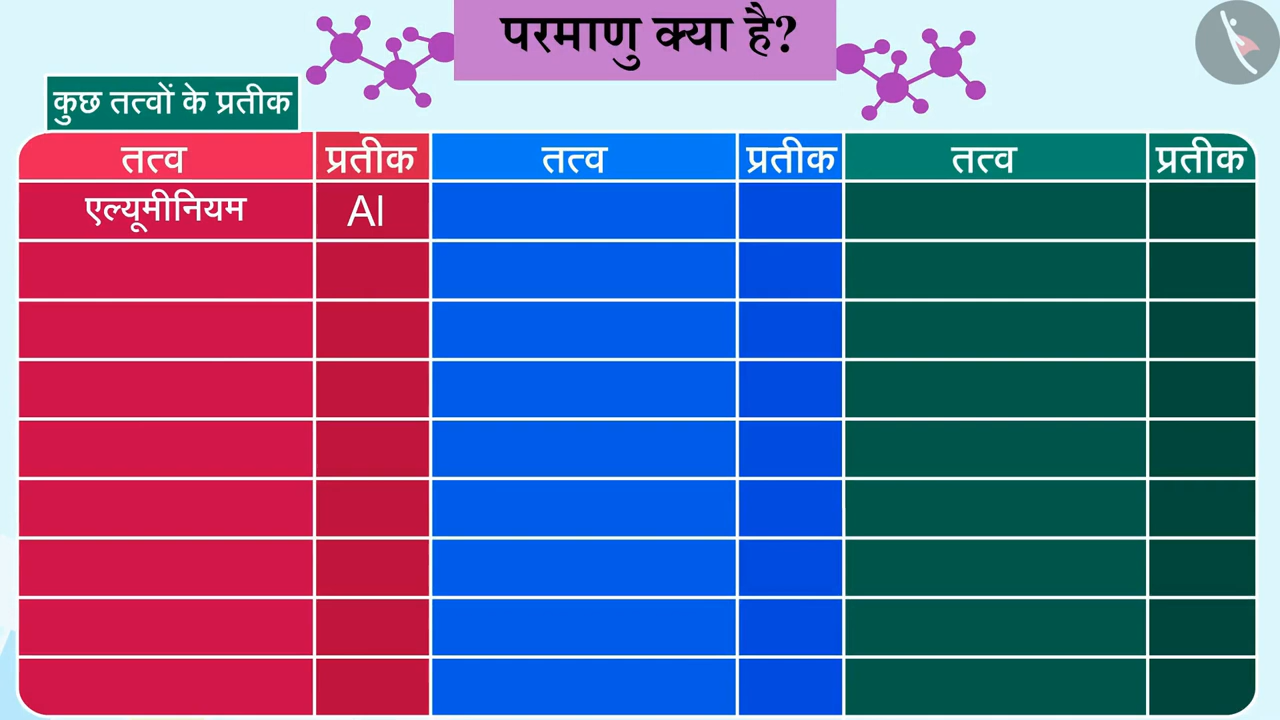 परमाणु क्या है?
कुछ तत्वों के प्रतीक
तत्व प्रतीक तत्व प्रतीक तत्व प्रतीक
एल्यूमीनियम Al